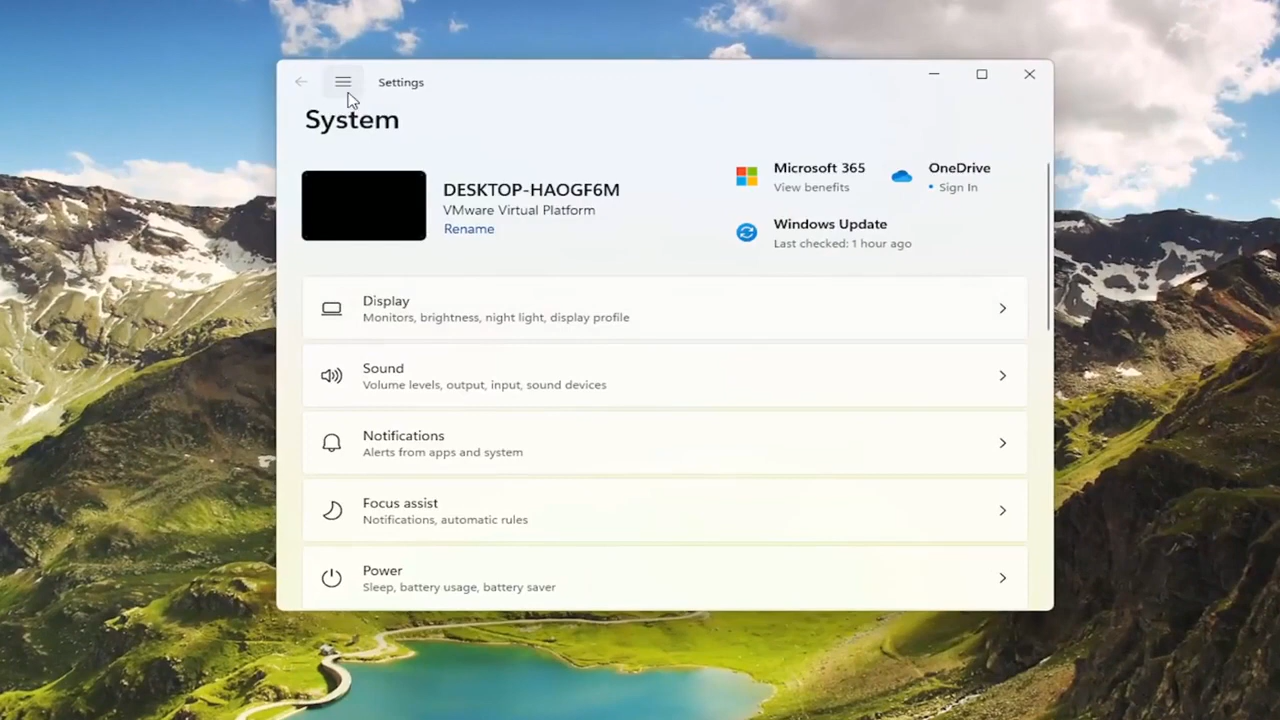 Settings
System
DESKTOP-HAOGF6M
VMware Virtual Platform
Rename
Microsoft 365
View benefits
OneDrive
• Sign In
Windows Update
Last checked: 1 hour ago
Display
Monitors, brightness, night light, display profile
Sound
Volume levels, output, input, sound devices
Notifications
Alerts from apps and system
Focus assist
Notifications, automatic rules
Power
Sleep, battery usage, battery saver